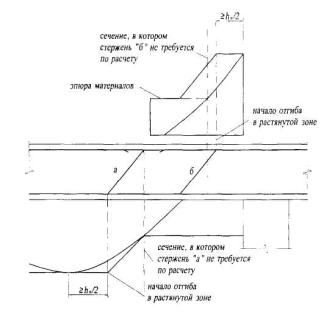 ≥h₀/2
сечение, в котором
стержень "б" не требуется
по расчету
эпюра материалов
начало отгиба
в растянутой зоне
а
б
сечение, в котором
стержень "а" не требуется
по расчету
≥h₀/2
начало отгиба
в растянутой зоне